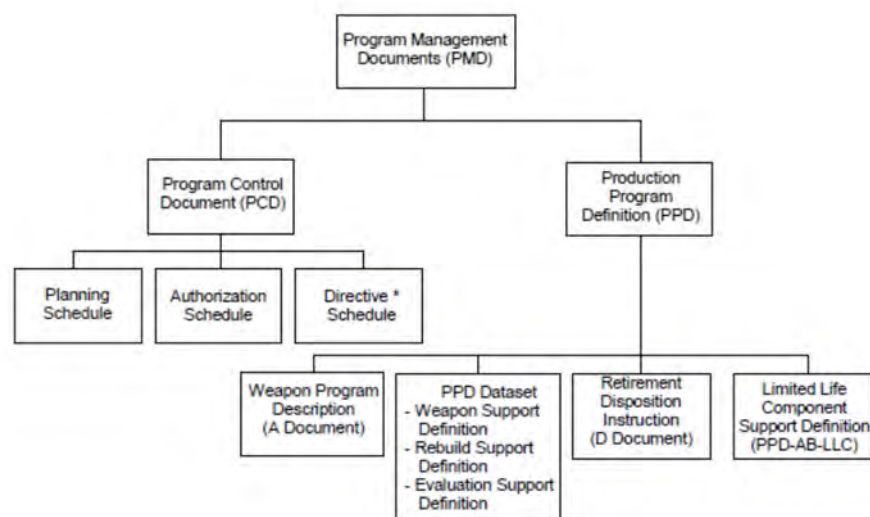 Program Management
Documents (PMD)
Program Control
Document (PCD)
Production
Program
Definition (PPD)
Planning
Schedule
Authorization
Schedule
Directive *
Schedule
Weapon Program
Description
(A Document)
PPD Dataset
- Weapon Support
Definition
- Rebuild Support
Definition
- Evaluation Support
Definition
Retirement
Disposition
Instruction
(D Document)
Limited Life
Component
Support Definition
(PPD-AB-LLC)